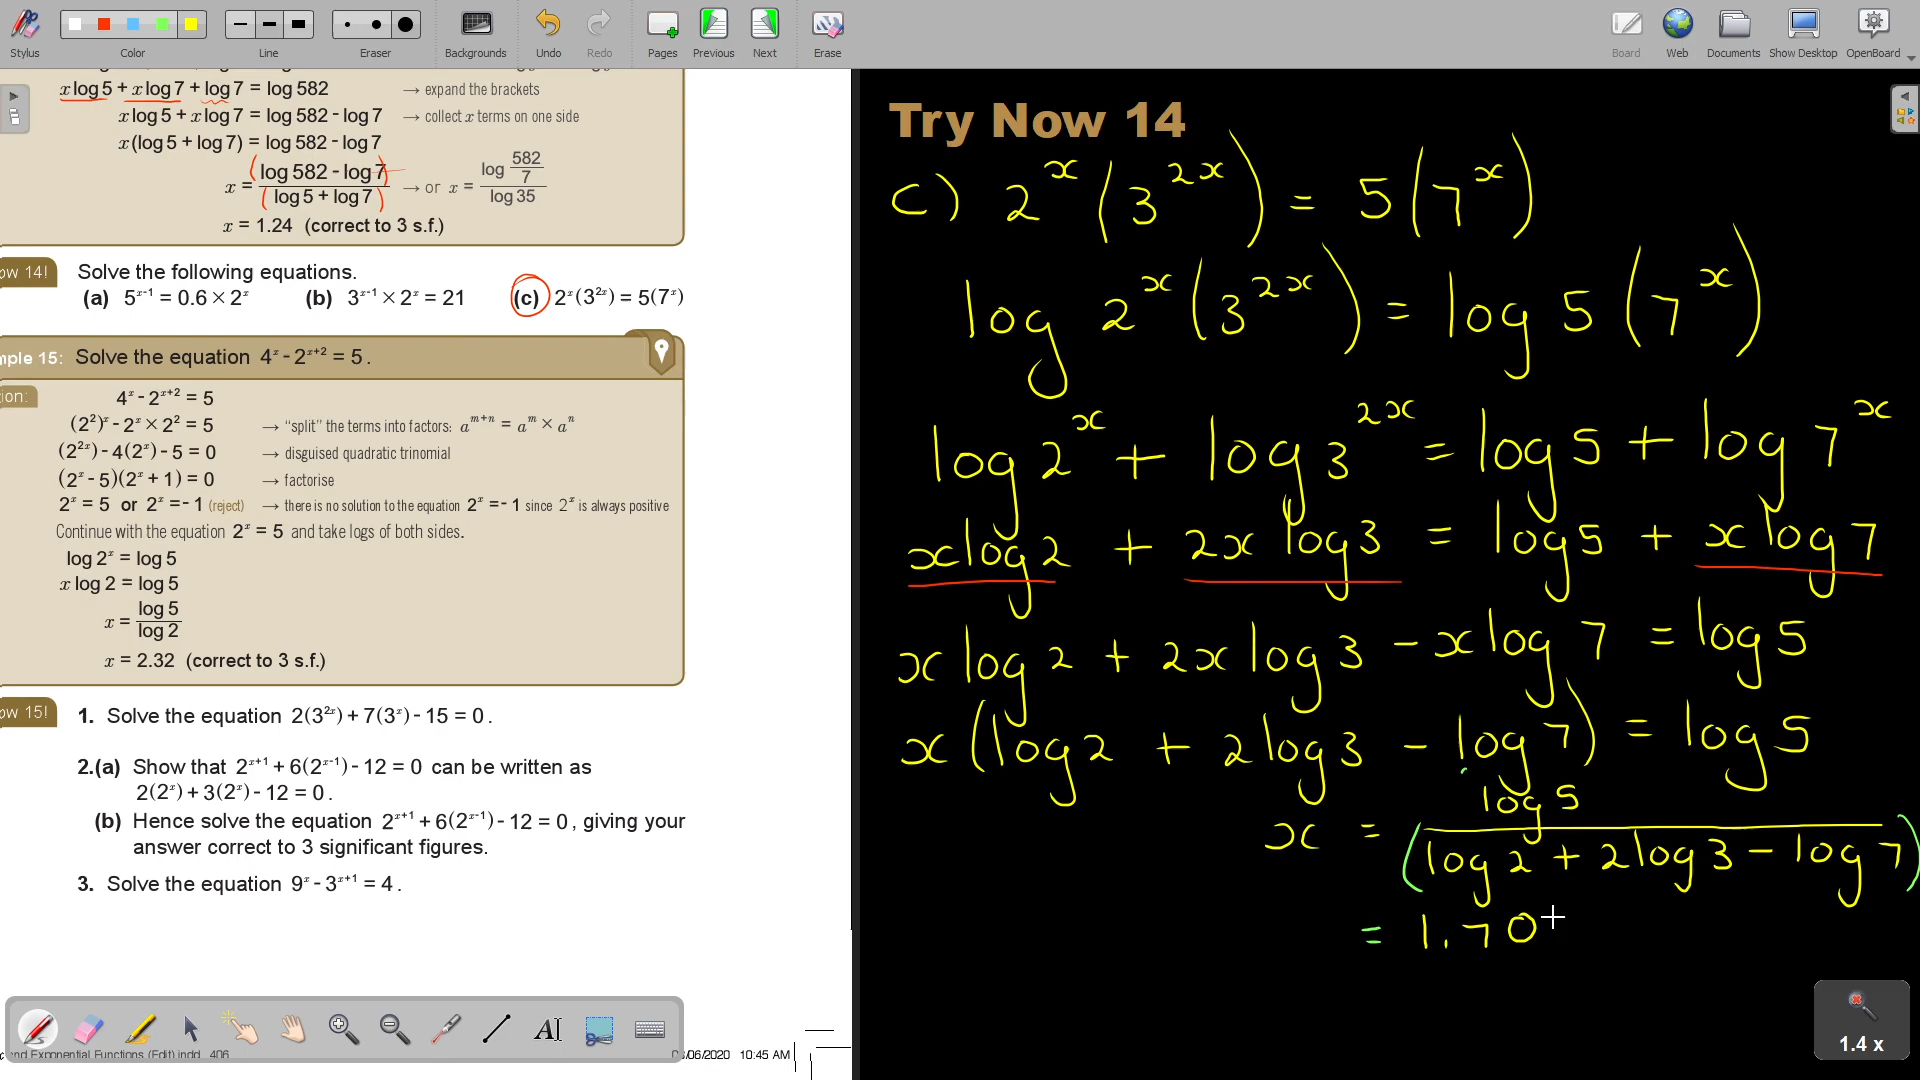 Stylus Color Line Eraser Backgrounds Undo Redo Pages Previous Next Erase Board Web Documents Show Desktop OpenBoard
x log 5 + x log 7 + log 7 = log 582 → expand the brackets
x log 5 + x log 7 = log 582 - log 7 → collect x terms on one side
x(log 5 + log 7) = log 582 - log 7
x = (log 582 - log 7)/(log 5 + log 7) → or x = log 582/7 / log 35
x = 1.24 (correct to 3 s.f.)
ow 14! Solve the following equations.
(a) 5^{x-1} = 0.6 × 2^x (b) 3^{x-1} × 2^x = 21 (c) 2^x(3^{2x}) = 5(7^x)
mple 15: Solve the equation 4^x - 2^{x+2} = 5.
ion:
4^x - 2^{x+2} = 5
(2^2)^x - 2^x × 2^2 = 5 → “split” the terms into factors: a^{m+n} = a^m × a^n
(2^{2x}) - 4(2^x) - 5 = 0 → disguised quadratic trinomial
(2^x - 5)(2^x + 1) = 0 → factorise
2^x = 5 or 2^x = - 1 (reject) → there is no solution to the equation 2^x = - 1 since 2^x is always positive
Continue with the equation 2^x = 5 and take logs of both sides.
log 2^x = log 5
x log 2 = log 5
x = log 5 / log 2
x = 2.32 (correct to 3 s.f.)
ow 15! 1. Solve the equation 2(3^{2x}) + 7(3^x) - 15 = 0.
2.(a) Show that 2^{x+1} + 6(2^{x-1}) - 12 = 0 can be written as
2(2^x) + 3(2^x) - 12 = 0.
(b) Hence solve the equation 2^{x+1} + 6(2^{x-1}) - 12 = 0, giving your
answer correct to 3 significant figures.
3. Solve the equation 9^x - 3^{x+1} = 4.
and Exponential Functions (Edit).indd 406
/06/2020 10:45 AM
Try Now 14
c) 2^x (3^{2x}) = 5(7^x)
log 2^x (3^{2x}) = log 5 (7^x)
log 2^x + log 3^{2x} = log 5 + log 7^x
x log 2 + 2x log 3 = log 5 + x log 7
x log 2 + 2x log 3 - x log 7 = log 5
x (log 2 + 2 log 3 - log 7) = log 5
x = log 5 / (log 2 + 2 log 3 - log 7)
= 1.70
1.4 x